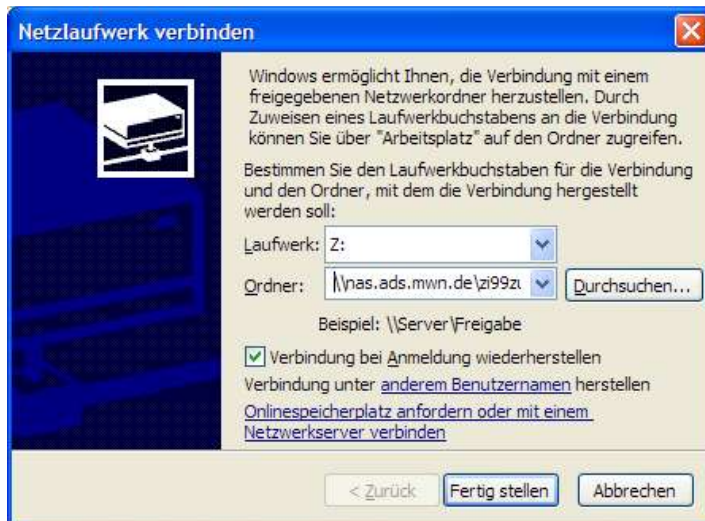 Netzlaufwerk verbinden
Windows ermöglicht Ihnen, die Verbindung mit einem
freigegebenen Netzwerkordner herzustellen. Durch
Zuweisen eines Laufwerkbuchstabens an die Verbindung
können Sie über "Arbeitsplatz" auf den Ordner zugreifen.
Bestimmen Sie den Laufwerkbuchstaben für die Verbindung
und den Ordner, mit dem die Verbindung hergestellt
werden soll:
Laufwerk: Z:
Ordner: \\nas.ads.mwn.de\zi99zu Durchsuchen...
Beispiel: \\Server\Freigabe
Verbindung bei Anmeldung wiederherstellen
Verbindung unter anderem Benutzernamen herstellen
Onlinespeicherplatz anfordern oder mit einem
Netzwerkserver verbinden
< Zurück Fertig stellen Abbrechen